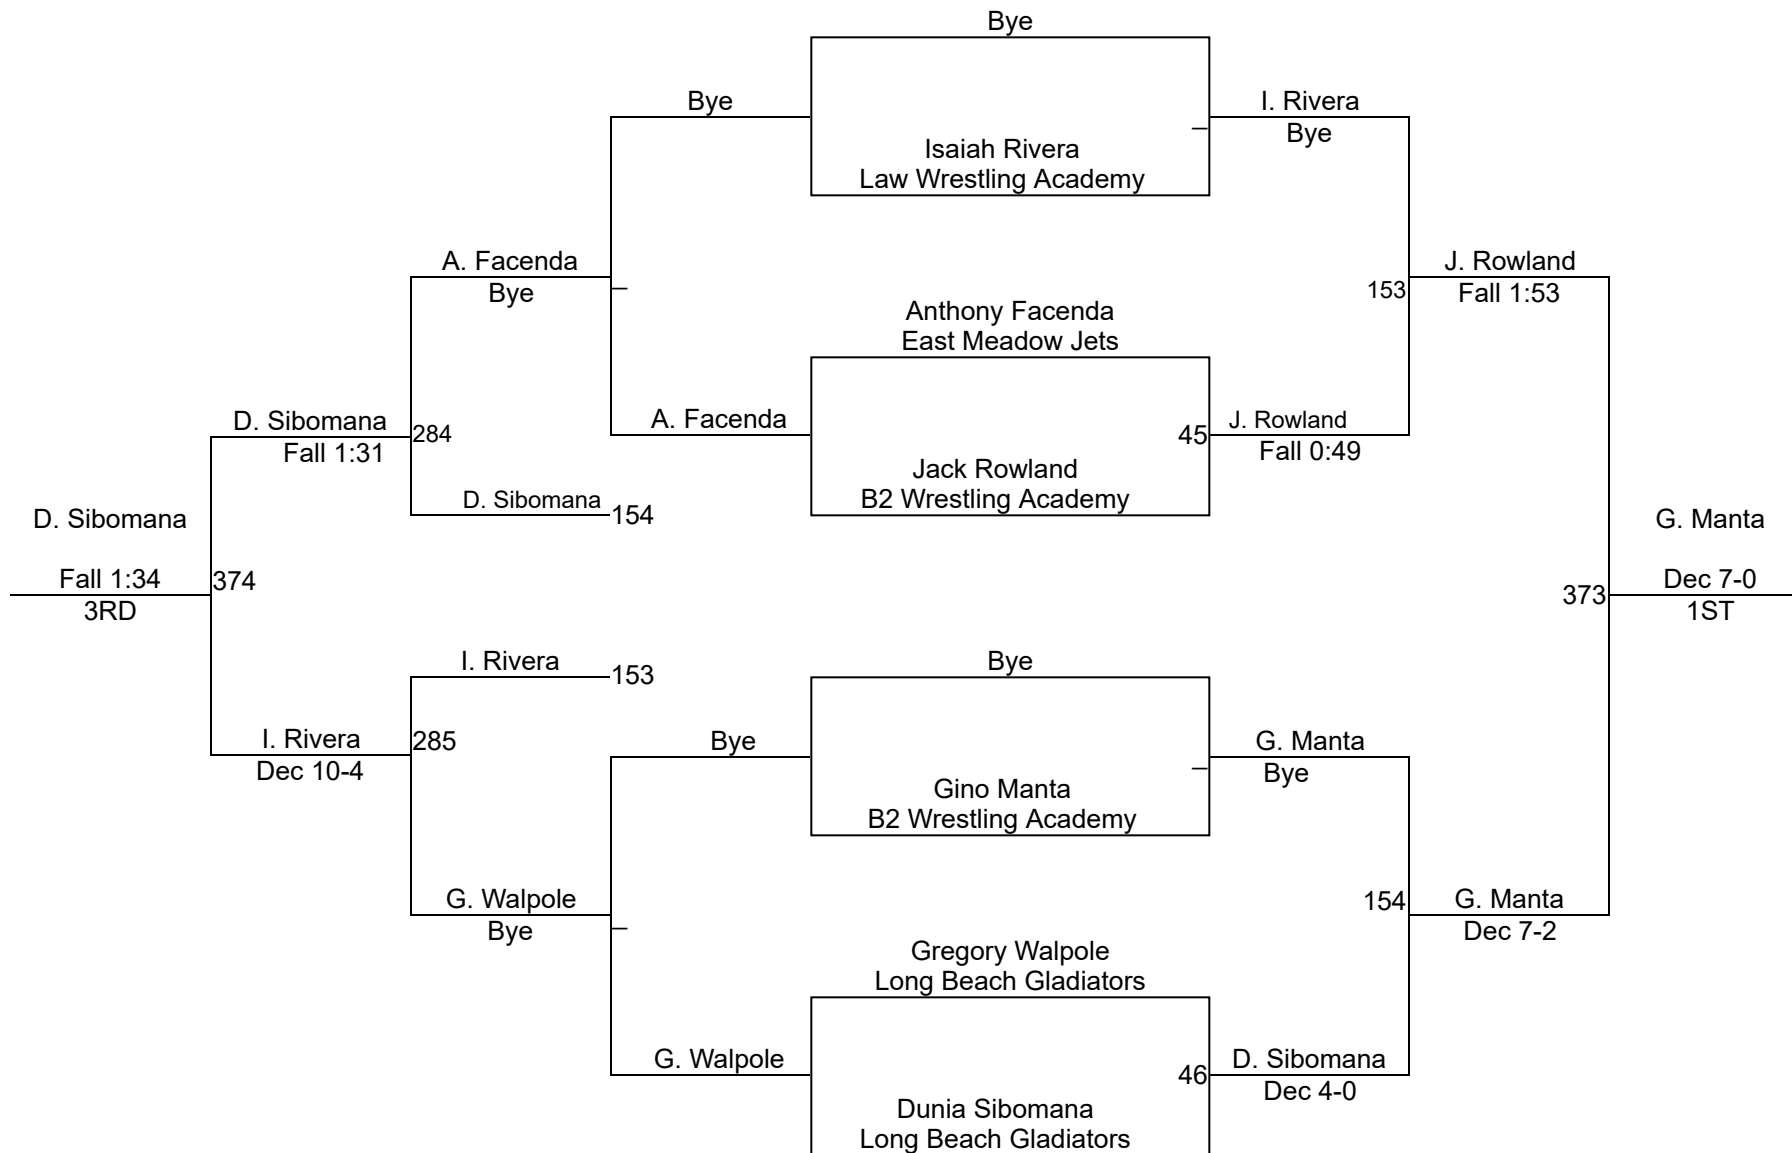 Bye
Bye
I. Rivera
Bye
Isaiah Rivera
Law Wrestling Academy
A. Facenda
Bye
J. Rowland
Fall 1:53
153
Anthony Facenda
East Meadow Jets
D. Sibomana
Fall 1:31
284
A. Facenda
45
J. Rowland
Fall 0:49
Jack Rowland
B2 Wrestling Academy
D. Sibomana
154
D. Sibomana
Fall 1:34
3RD
374
G. Manta
Dec 7-0
1ST
373
I. Rivera
153
Bye
I. Rivera
Dec 10-4
285
Bye
G. Manta
Bye
Gino Manta
B2 Wrestling Academy
G. Walpole
Bye
154
G. Manta
Dec 7-2
Gregory Walpole
Long Beach Gladiators
G. Walpole
46
D. Sibomana
Dec 4-0
Dunia Sibomana
Long Beach Gladiators